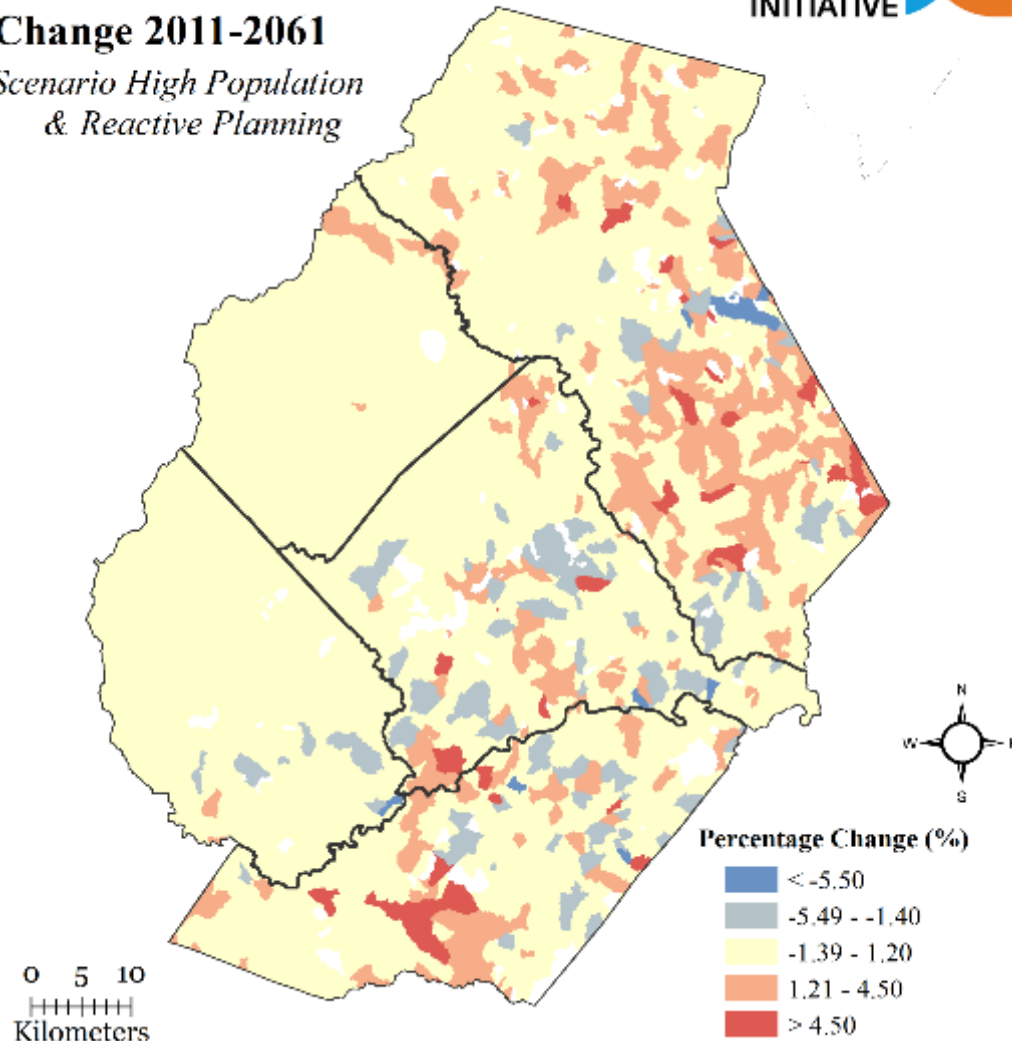 INITIATIVE
Change 2011-2061
Scenario High Population
& Reactive Planning
N
W
S
Percentage Change (%)
< -5.50
-5.49 - -1.40
-1.39 - 1.20
1.21 - 4.50
> 4.50
0 5 10
Kilometers